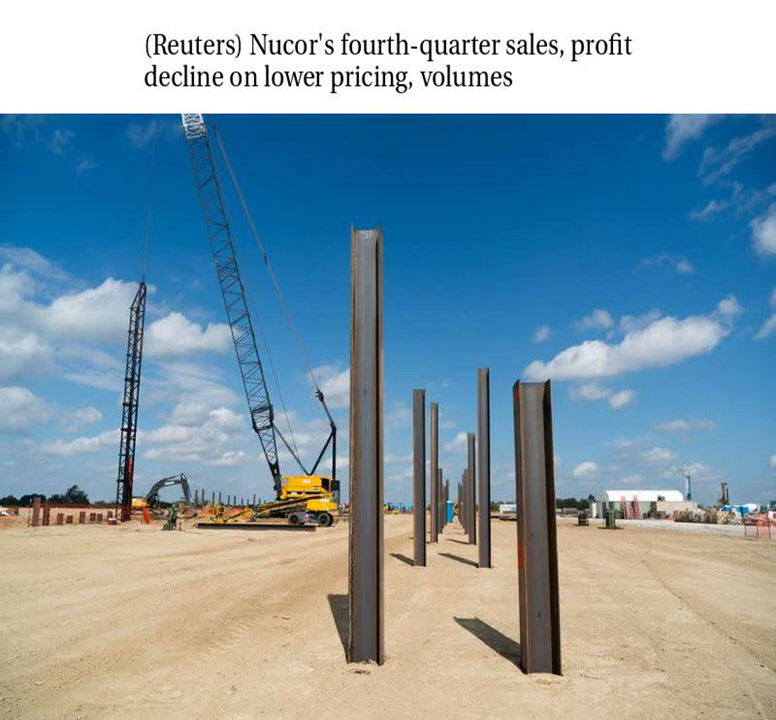 (Reuters) Nucor's fourth-quarter sales, profit
decline on lower pricing, volumes